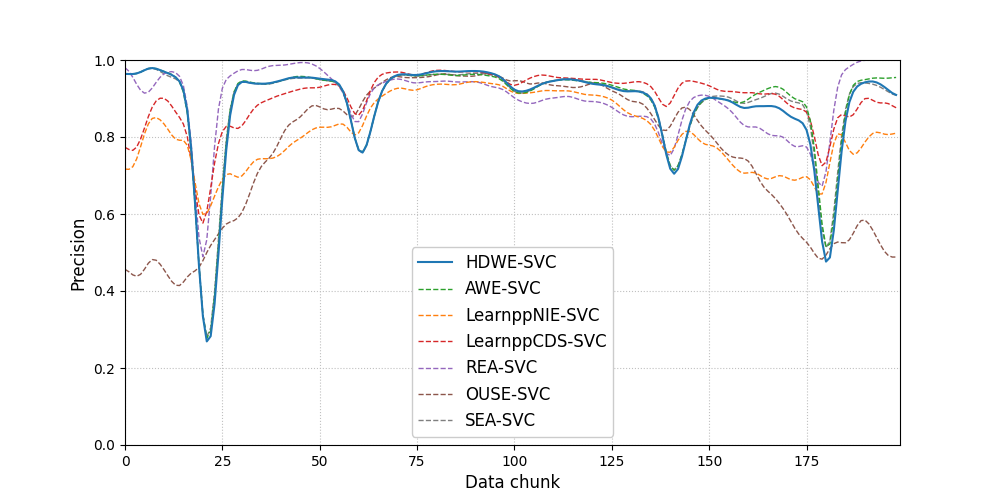 1.0
0.8
0.6
0.4
0.2
0.0
Precision
HDWE-SVC
AWE-SVC
LearnppNIE-SVC
LearnppCDS-SVC
REA-SVC
OUSE-SVC
SEA-SVC
0 25 50 75 100 125 150 175
Data chunk